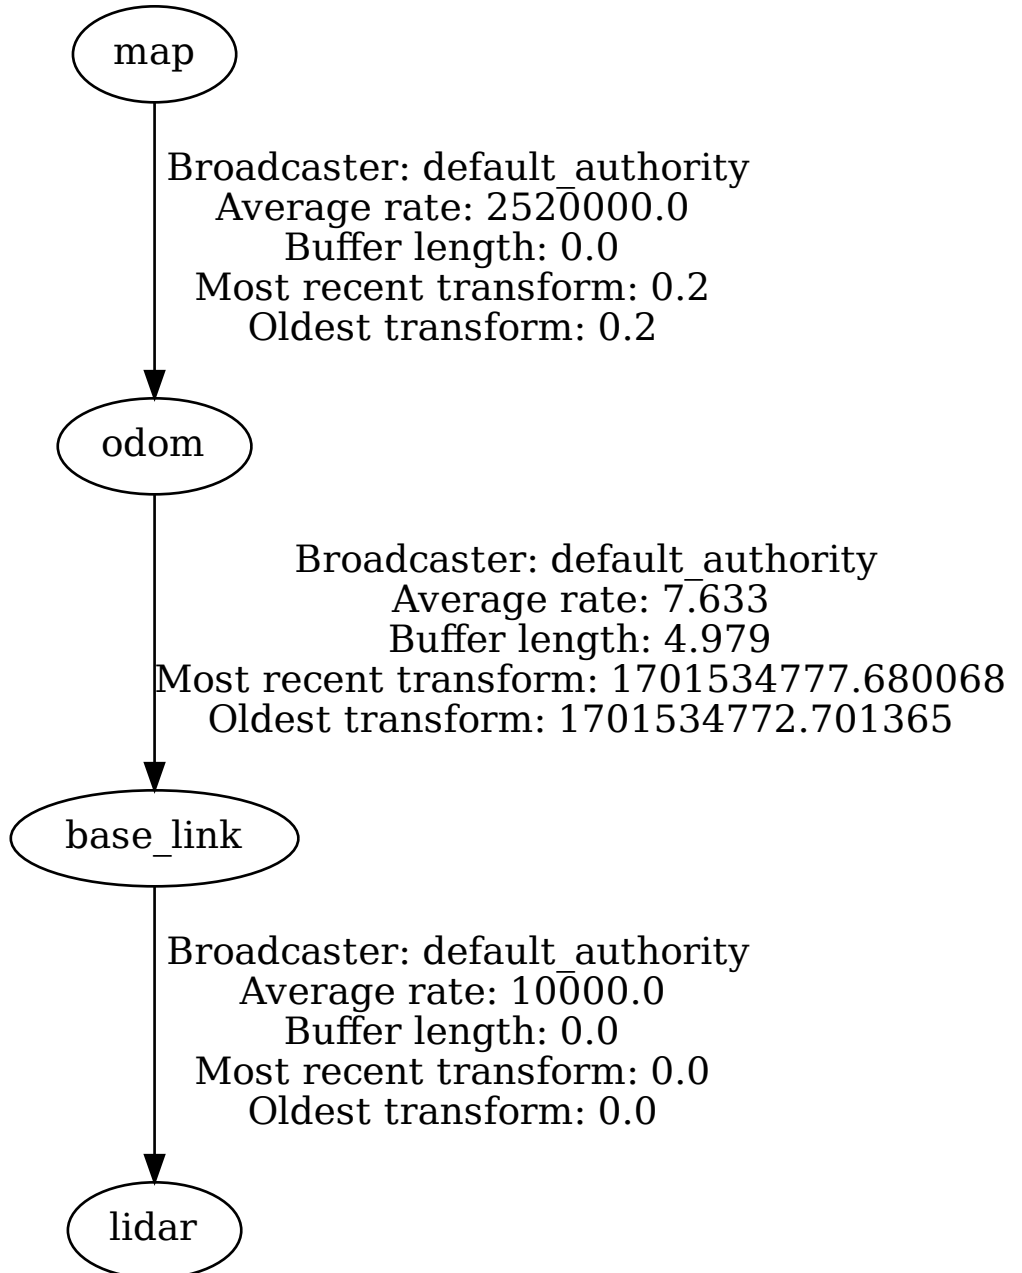 map
Broadcaster: default_authority
Average rate: 2520000.0
Buffer length: 0.0
Most recent transform: 0.2
Oldest transform: 0.2
odom
Broadcaster: default_authority
Average rate: 7.633
Buffer length: 4.979
Most recent transform: 1701534777.680068
Oldest transform: 1701534772.701365
base_link
Broadcaster: default_authority
Average rate: 10000.0
Buffer length: 0.0
Most recent transform: 0.0
Oldest transform: 0.0
lidar